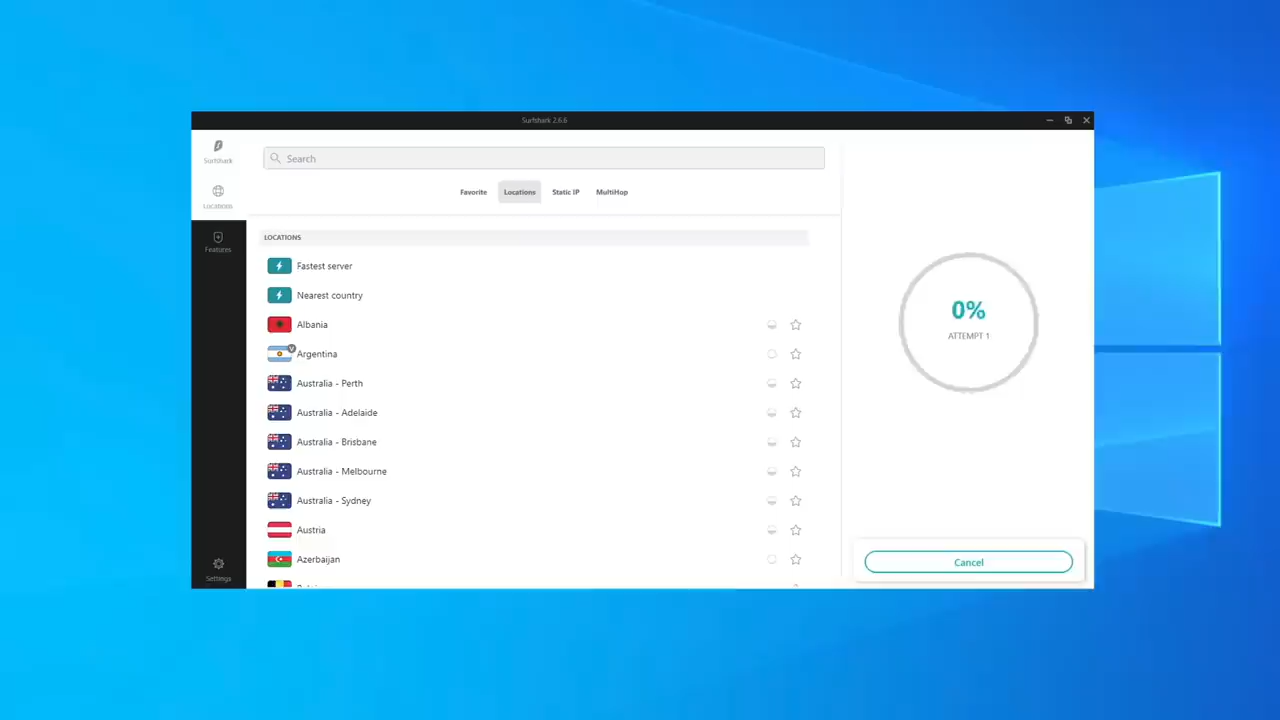 Surfshark 2.6.6
Surfshark
Locations
Features
Settings
Search
Favorite Locations Static IP MultiHop
LOCATIONS
Fastest server
Nearest country
Albania
V
Argentina
Australia - Perth
Australia - Adelaide
Australia - Brisbane
Australia - Melbourne
Australia - Sydney
Austria
Azerbaijan
0%
ATTEMPT 1
Cancel